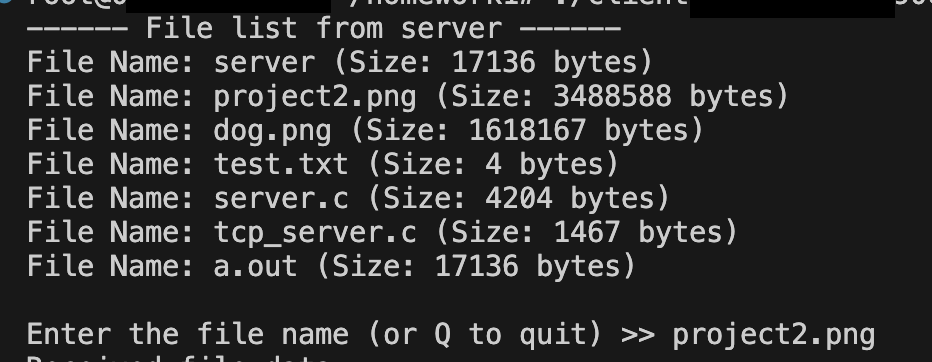 /homework1# ./client
------ File list from server ------
File Name: server (Size: 17136 bytes)
File Name: project2.png (Size: 3488588 bytes)
File Name: dog.png (Size: 1618167 bytes)
File Name: test.txt (Size: 4 bytes)
File Name: server.c (Size: 4204 bytes)
File Name: tcp_server.c (Size: 1467 bytes)
File Name: a.out (Size: 17136 bytes)
Enter the file name (or Q to quit) >> project2.png
Received file data